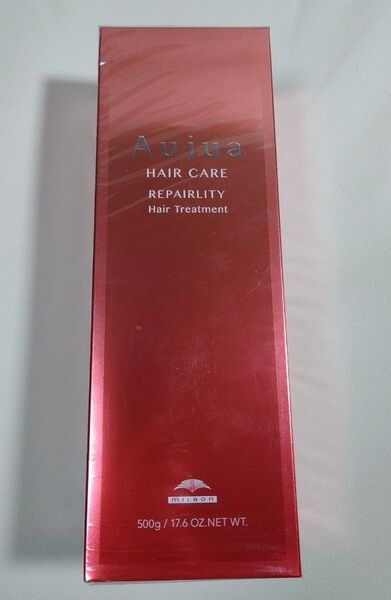 Aujua
HAIR CARE
REPAIRLITY
Hair Treatment
MILBON
500g / 17.6 OZ.NET WT.